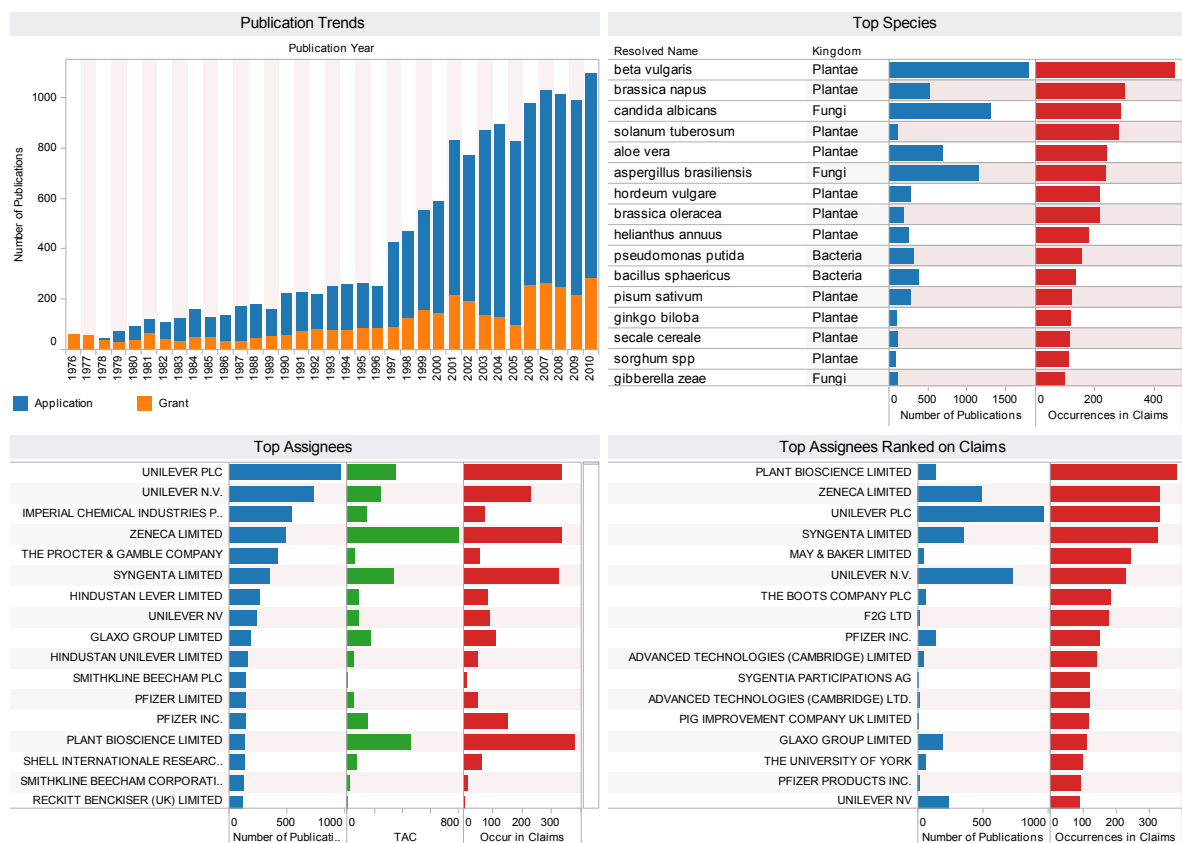 Publication Trends
Publication Year
Number of Publications
1000
800
600
400
200
0
1976 1977 1978 1979 1980 1981 1982 1983 1984 1985 1986 1987 1988 1989 1990 1991 1992 1993 1994 1995 1996 1997 1998 1999 2000 2001 2002 2003 2004 2005 2006 2007 2008 2009 2010
Application Grant
Top Species
Resolved Name Kingdom
beta vulgaris Plantae
brassica napus Plantae
candida albicans Fungi
solanum tuberosum Plantae
aloe vera Plantae
aspergillus brasiliensis Fungi
hordeum vulgare Plantae
brassica oleracea Plantae
helianthus annuus Plantae
pseudomonas putida Bacteria
bacillus sphaericus Bacteria
pisum sativum Plantae
ginkgo biloba Plantae
secale cereale Plantae
sorghum spp Plantae
gibberella zeae Fungi
0 500 1000 1500 0 200 400
Number of Publications Occurrences in Claims
Top Assignees
UNILEVER PLC
UNILEVER N.V.
IMPERIAL CHEMICAL INDUSTRIES P..
ZENECA LIMITED
THE PROCTER & GAMBLE COMPANY
SYNGENTA LIMITED
HINDUSTAN LEVER LIMITED
UNILEVER NV
GLAXO GROUP LIMITED
HINDUSTAN UNILEVER LIMITED
SMITHKLINE BEECHAM PLC
PFIZER LIMITED
PFIZER INC.
PLANT BIOSCIENCE LIMITED
SHELL INTERNATIONALE RESEARC..
SMITHKLINE BEECHAM CORPORATI..
RECKITT BENCKISER (UK) LIMITED
0 500 1000 0 800 0 100 200 300
Number of Publicati.. TAC Occur in Claims
Top Assignees Ranked on Claims
PLANT BIOSCIENCE LIMITED
ZENECA LIMITED
UNILEVER PLC
SYNGENTA LIMITED
MAY & BAKER LIMITED
UNILEVER N.V.
THE BOOTS COMPANY PLC
F2G LTD
PFIZER INC.
ADVANCED TECHNOLOGIES (CAMBRIDGE) LIMITED
SYGENTIA PARTICIPATIONS AG
ADVANCED TECHNOLOGIES (CAMBRIDGE) LTD.
PIG IMPROVEMENT COMPANY UK LIMITED
GLAXO GROUP LIMITED
THE UNIVERSITY OF YORK
PFIZER PRODUCTS INC.
UNILEVER NV
0 500 1000 0 100 200 300
Number of Publications Occurrences in Claims